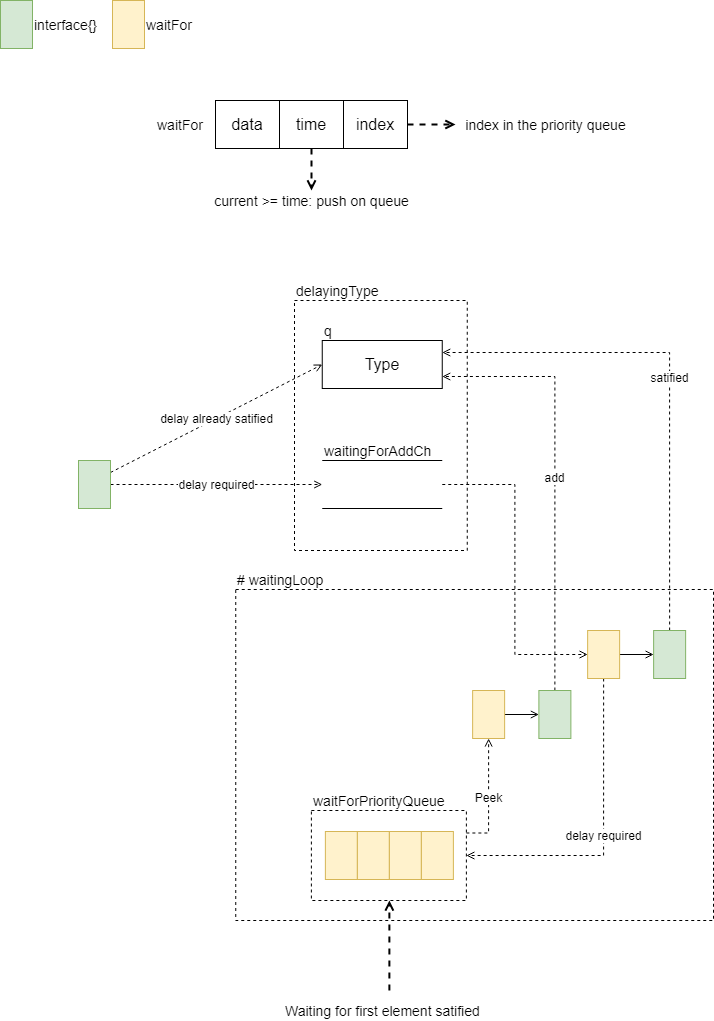 interface{}
waitFor
waitFor
data
time
index
index in the priority queue
current >= time: push on queue
delayingType
q
Type
satified
delay already satified
waitingForAddCh
add
delay required
# waitingLoop
Peek
waitForPriorityQueue
delay required
Waiting for first element satified